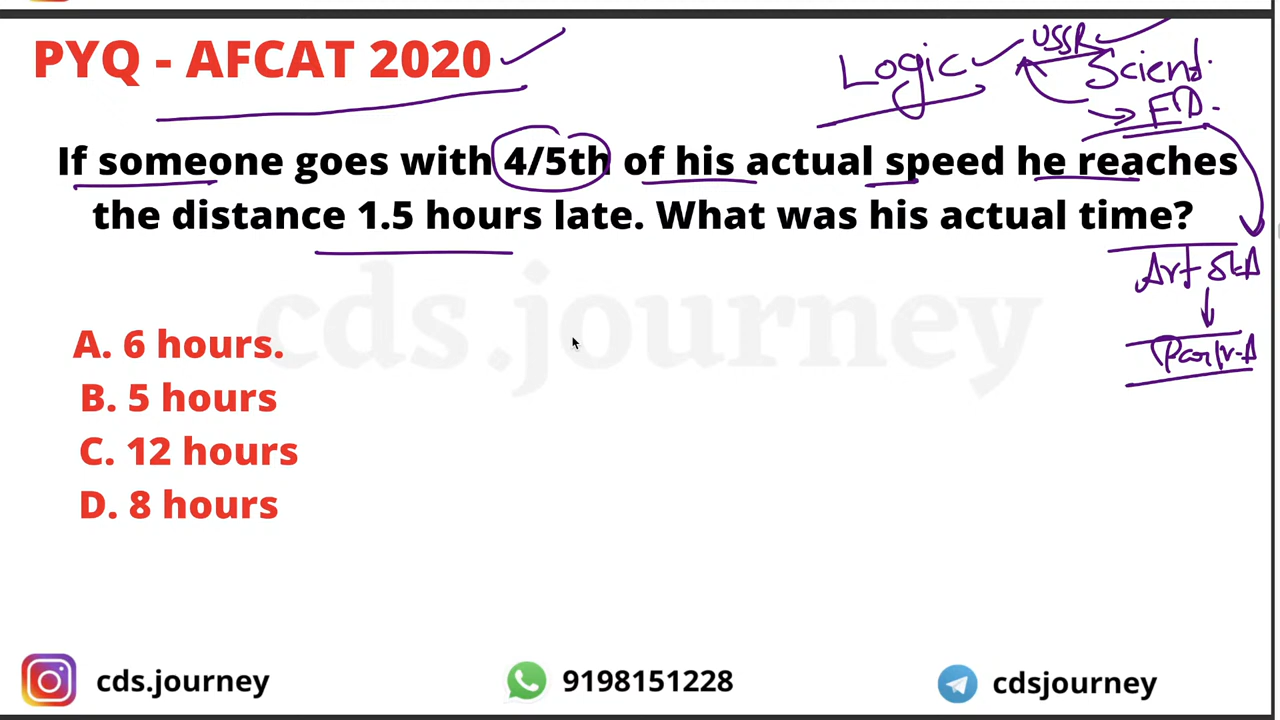 PYQ - AFCAT 2020
Logic
USSR
Scient.
If someone goes with 4/5th of his actual speed he reaches
the distance 1.5 hours late. What was his actual time?
cds.journey
A. 6 hours.
B. 5 hours
C. 12 hours
D. 8 hours
cds.journey
9198151228
cdsjourney